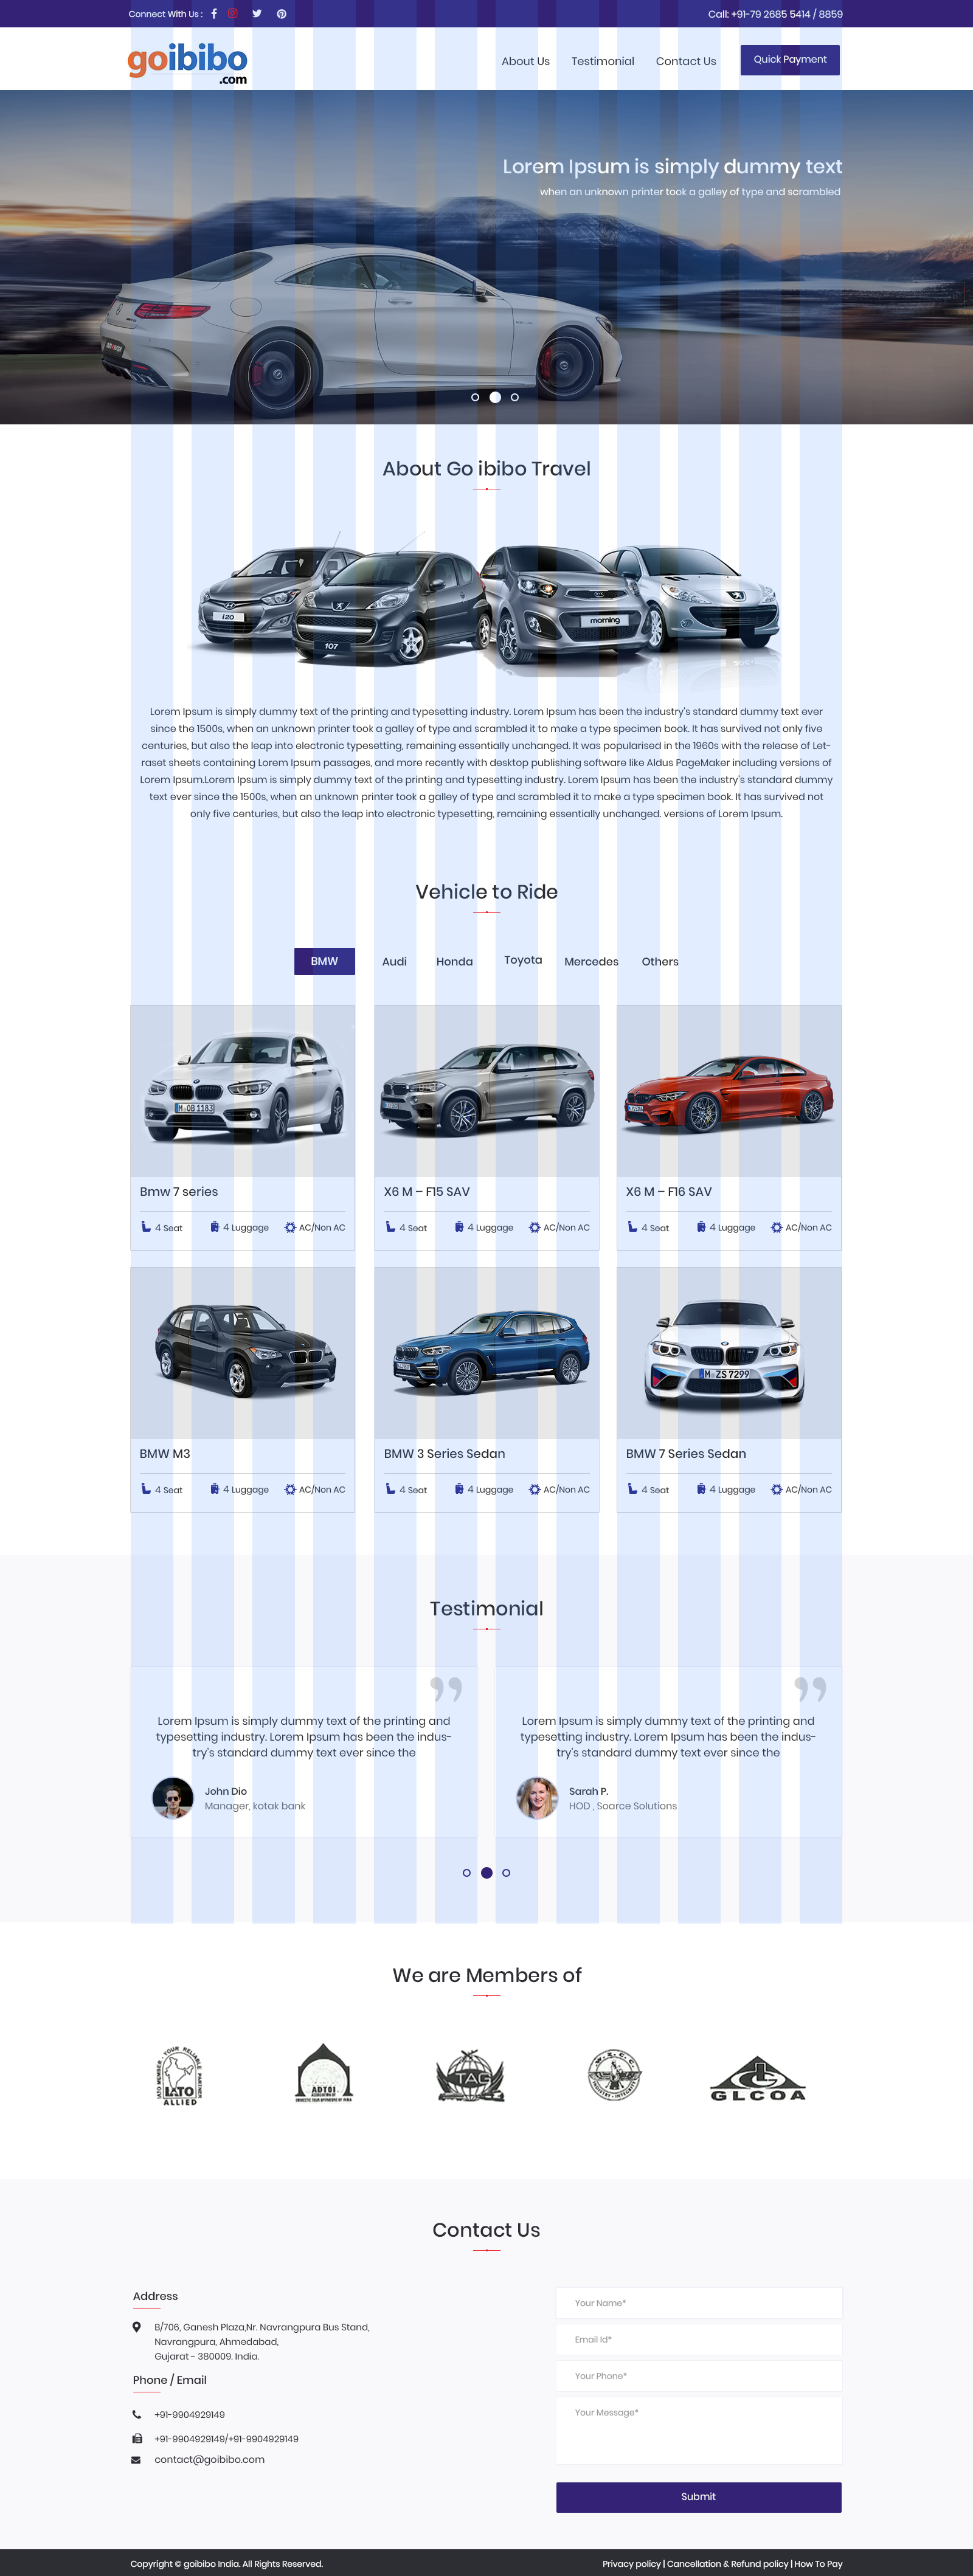 Connect With Us :
Call: +91-79 2685 5414 / 8859
goibibo
.com
About Us
Testimonial
Contact Us
Quick Payment
Lorem Ipsum is simply dummy text
when an unknown printer took a galley of type and scrambled
About Go ibibo Travel
i20
107
morning
Lorem Ipsum is simply dummy text of the printing and typesetting industry. Lorem Ipsum has been the industry's standard dummy text ever
since the 1500s, when an unknown printer took a galley of type and scrambled it to make a type specimen book. It has survived not only five
centuries, but also the leap into electronic typesetting, remaining essentially unchanged. It was popularised in the 1960s with the release of Let-
raset sheets containing Lorem Ipsum passages, and more recently with desktop publishing software like Aldus PageMaker including versions of
Lorem Ipsum.Lorem Ipsum is simply dummy text of the printing and typesetting industry. Lorem Ipsum has been the industry's standard dummy
text ever since the 1500s, when an unknown printer took a galley of type and scrambled it to make a type specimen book. It has survived not
only five centuries, but also the leap into electronic typesetting, remaining essentially unchanged. versions of Lorem Ipsum.
Vehicle to Ride
BMW
Audi
Honda
Toyota
Mercedes
Others
M·OB 1183
Bmw 7 series
4 Seat
4 Luggage
AC/Non AC
X6 M – F15 SAV
4 Seat
4 Luggage
AC/Non AC
X6 M – F16 SAV
4 Seat
4 Luggage
AC/Non AC
M ZS 7299
BMW M3
4 Seat
4 Luggage
AC/Non AC
BMW 3 Series Sedan
4 Seat
4 Luggage
AC/Non AC
BMW 7 Series Sedan
4 Seat
4 Luggage
AC/Non AC
Testimonial
Lorem Ipsum is simply dummy text of the printing and
typesetting industry. Lorem Ipsum has been the indus-
try's standard dummy text ever since the
John Dio
Manager, kotak bank
Lorem Ipsum is simply dummy text of the printing and
typesetting industry. Lorem Ipsum has been the indus-
try's standard dummy text ever since the
Sarah P.
HOD , Soarce Solutions
We are Members of
IATO MEMBER - YOUR RELIABLE PARTNER
IATO
ALLIED
ADTOI
TAG
GLCOA
Contact Us
Address
B/706, Ganesh Plaza,Nr. Navrangpura Bus Stand,
Navrangpura, Ahmedabad,
Gujarat - 380009. India.
Phone / Email
+91-9904929149
+91-9904929149/+91-9904929149
contact@goibibo.com
Your Name*
Email Id*
Your Phone*
Your Message*
Submit
Copyright © goibibo India. All Rights Reserved.
Privacy policy | Cancellation & Refund policy | How To Pay